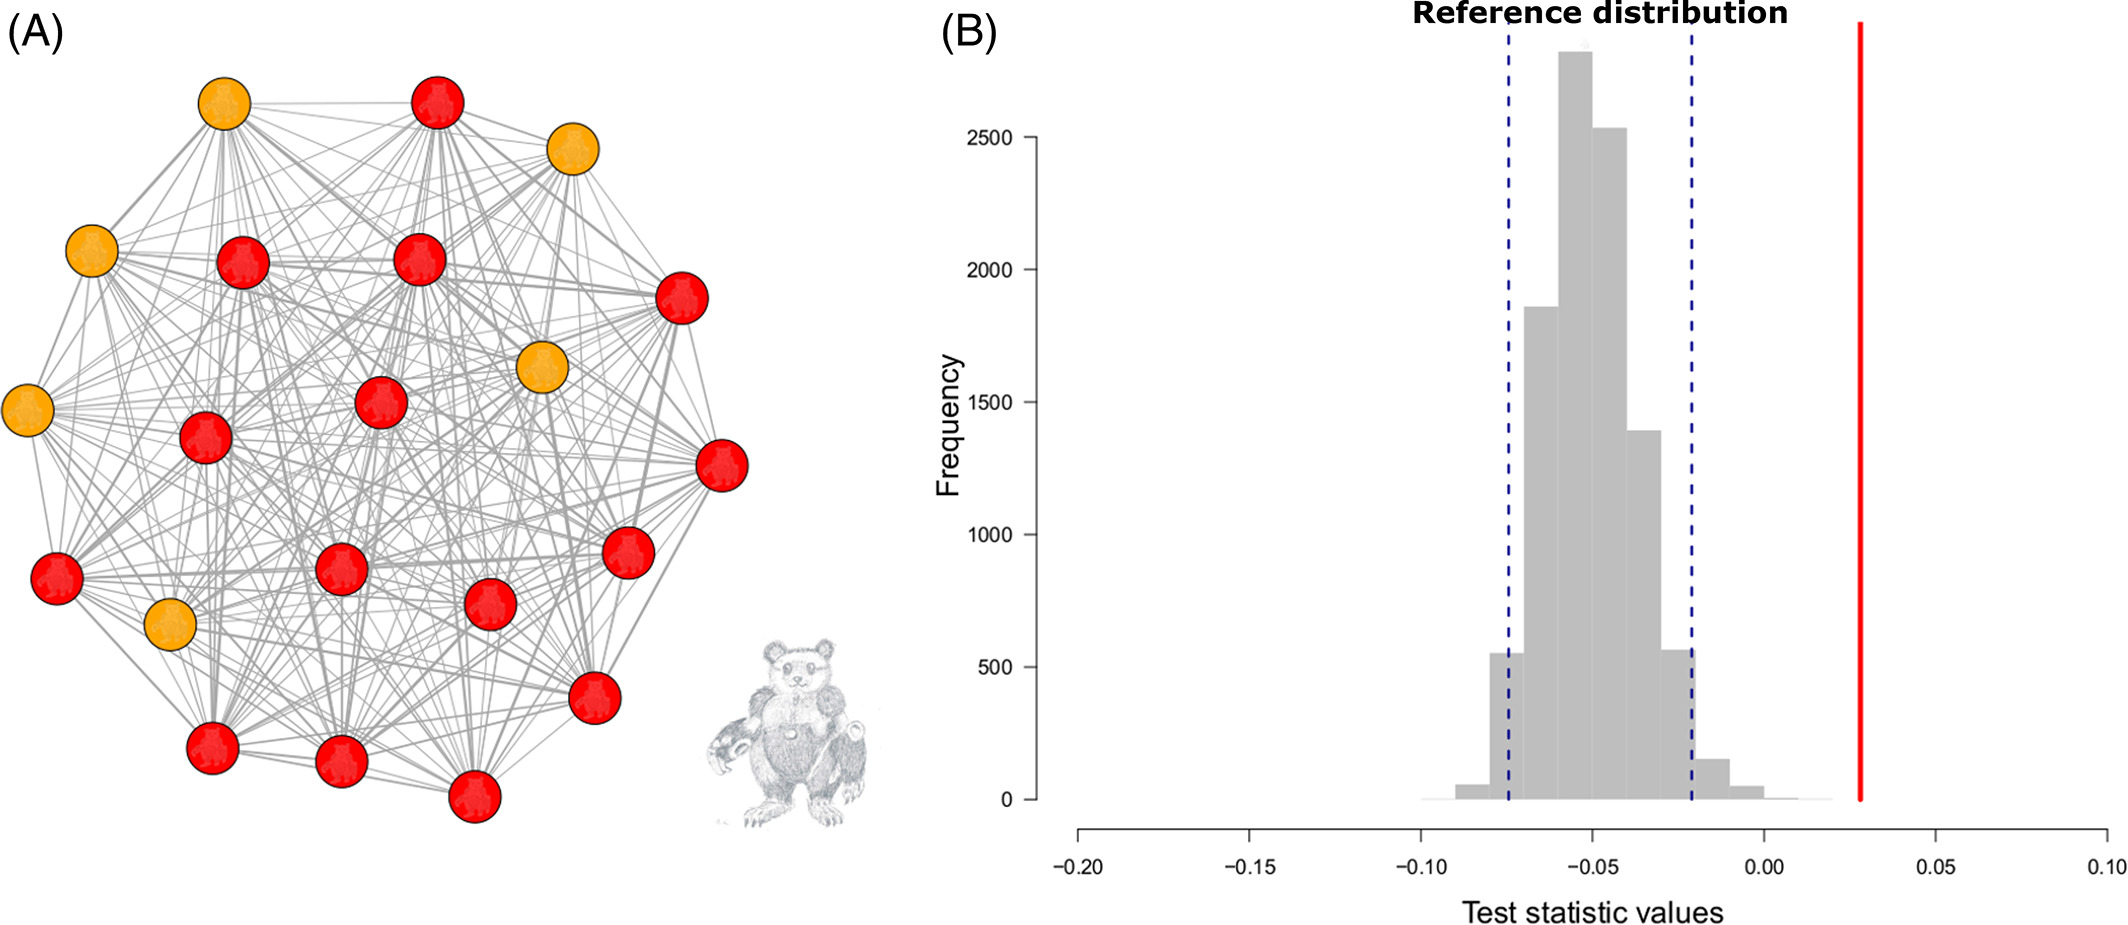 (A)
(B)
Reference distribution
Frequency
2500
2000
1500
1000
500
0
−0.20 −0.15 −0.10 −0.05 0.00 0.05 0.10
Test statistic values